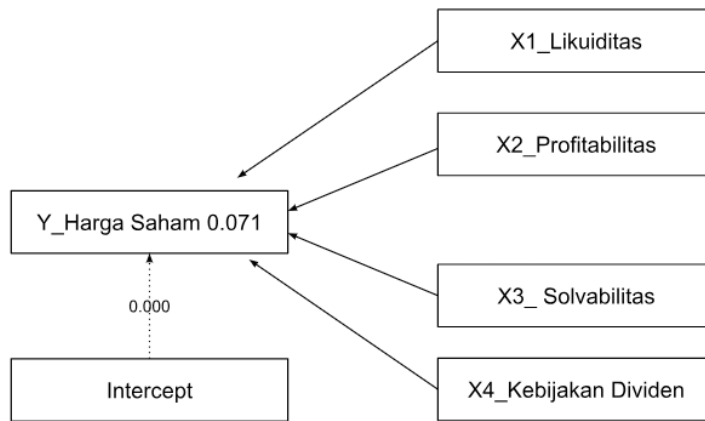 X1_Likuiditas
X2_Profitabilitas
Y_Harga Saham 0.071
X3_ Solvabilitas
0.000
Intercept
X4_Kebijakan Dividen